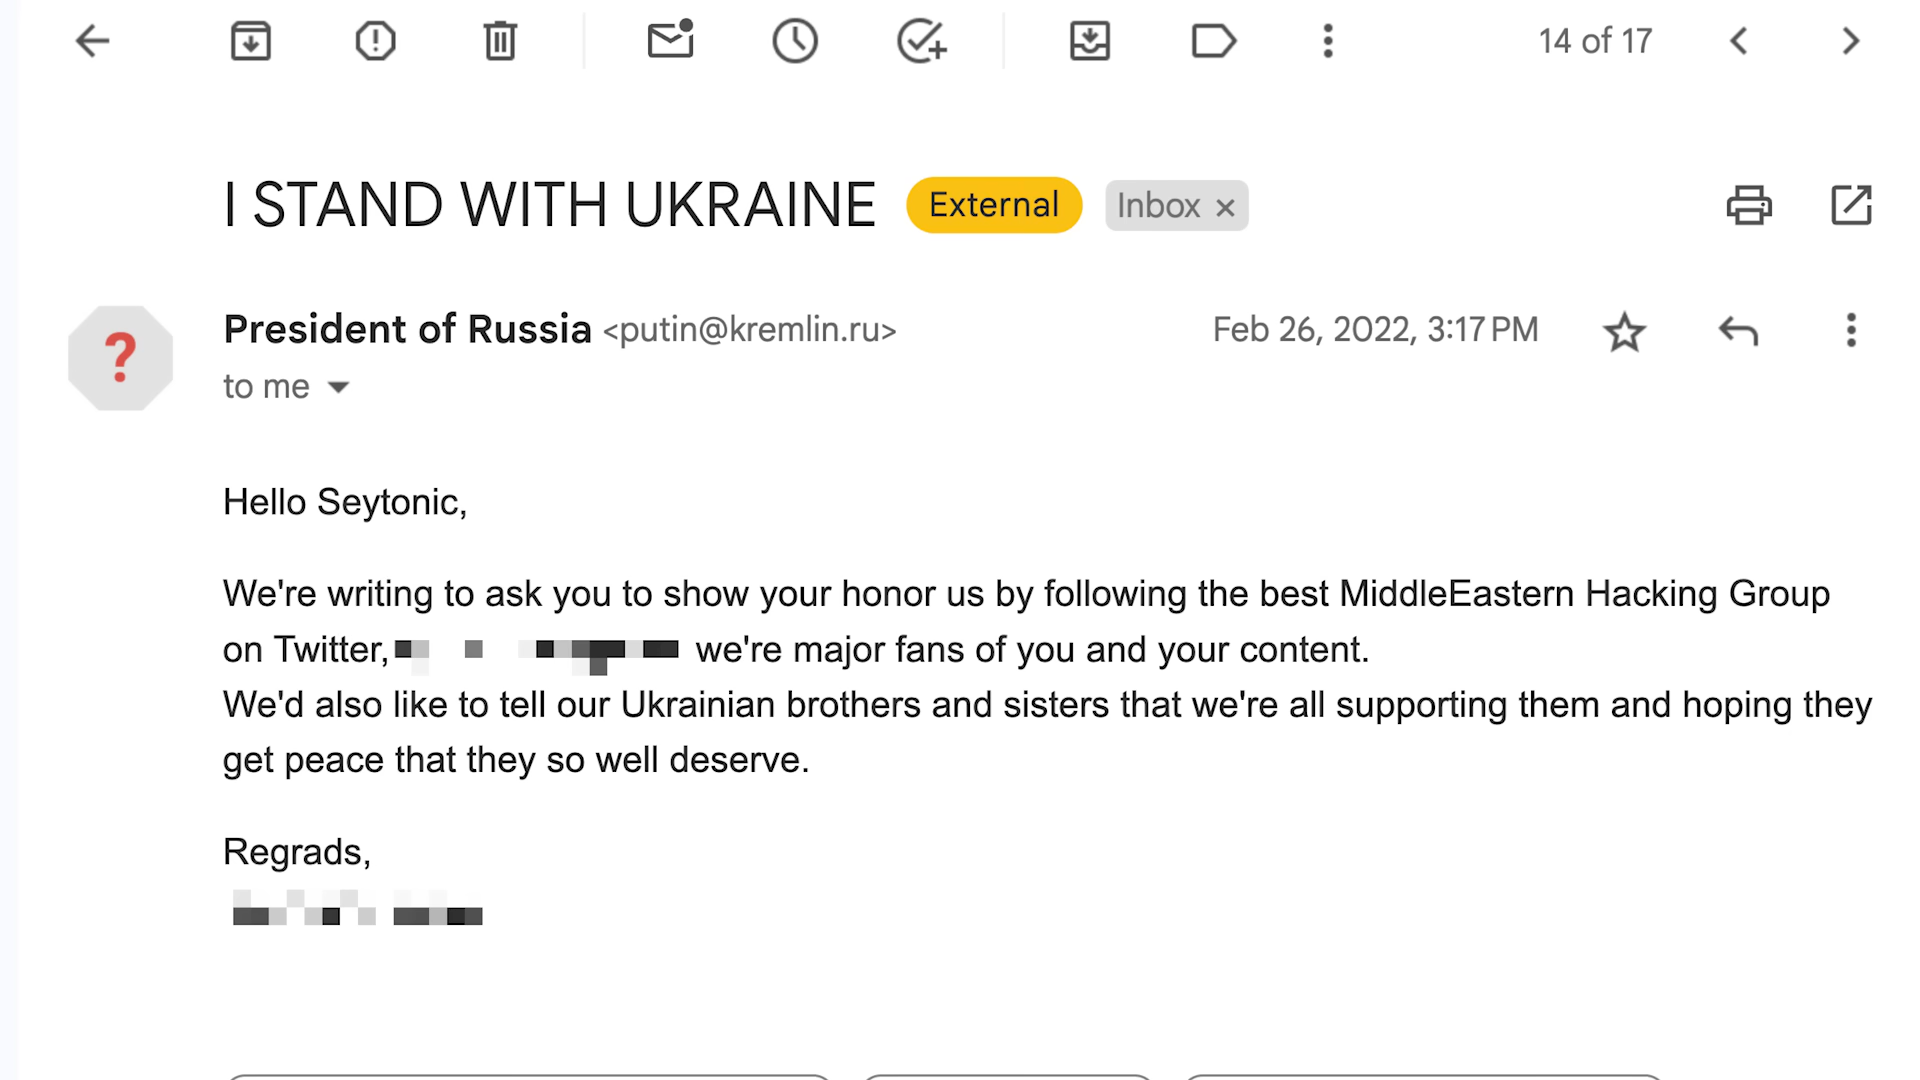 14 of 17
I STAND WITH UKRAINE External Inbox ×
?
President of Russia <putin@kremlin.ru> Feb 26, 2022, 3:17 PM
to me
Hello Seytonic,
We're writing to ask you to show your honor us by following the best MiddleEastern Hacking Group
on Twitter, we're major fans of you and your content.
We'd also like to tell our Ukrainian brothers and sisters that we're all supporting them and hoping they
get peace that they so well deserve.
Regrads,